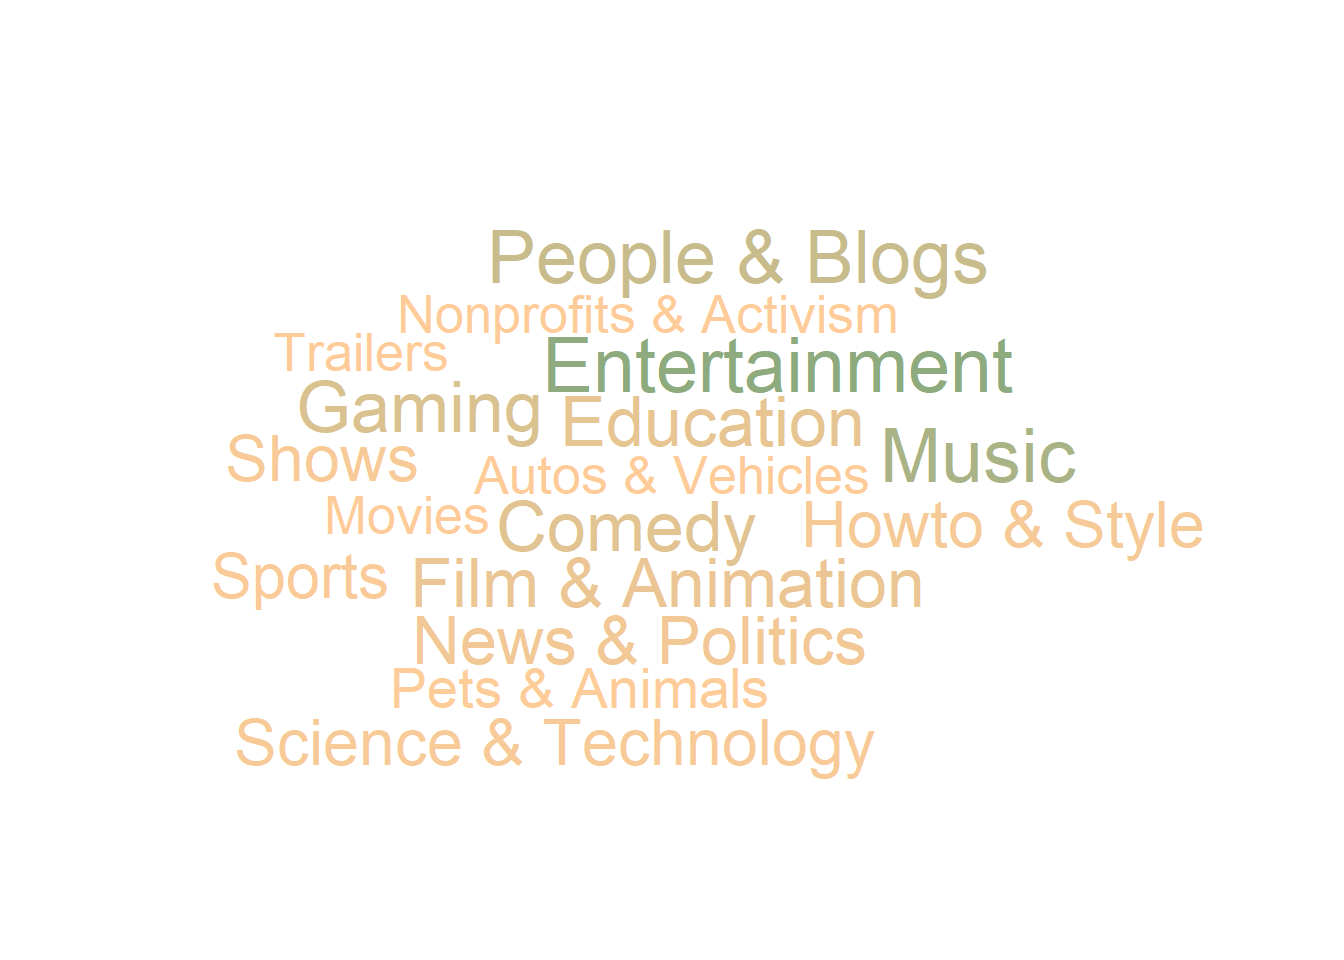 People & Blogs
Nonprofits & Activism
Trailers
Entertainment
Gaming
Education
Shows
Music
Autos & Vehicles
Movies
Comedy
Howto & Style
Sports
Film & Animation
News & Politics
Pets & Animals
Science & Technology